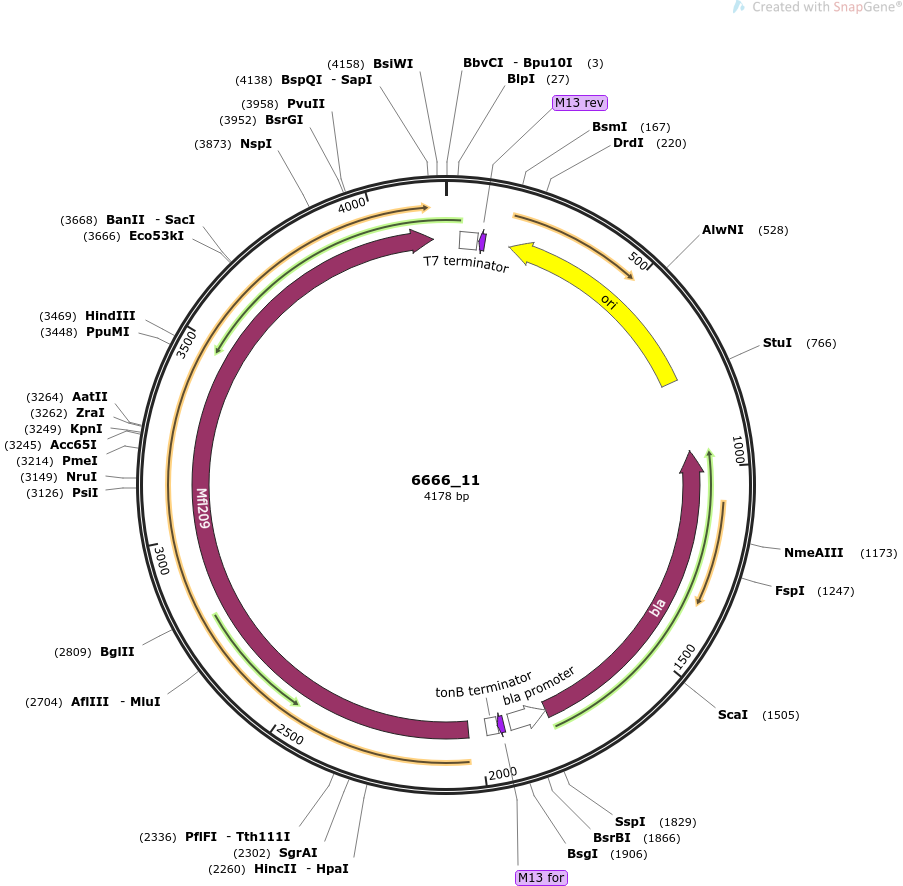 Created with SnapGene®
(4158) BsiWI
BbvCI - Bpu10I (3)
(4138) BspQI - SapI
BlpI (27)
(3958) PvuII
M13 rev
(3952) BsrGI
BsmI (167)
(3873) NspI
DrdI (220)
4000
(3668) BanII - SacI
AlwNI (528)
(3666) Eco53kI
T7 terminator
500
ori
(3469) HindIII
(3448) PpuMI
3500
StuI (766)
(3264) AatII
(3262) ZraI
(3249) KpnI
(3245) Acc65I
1000
(3214) PmeI
(3149) NruI
(3126) PsiI
6666_11
4178 bp
Mfl209
3000
NmeAIII (1173)
FspI (1247)
bla
(2809) BglII
1500
tonB terminator
bla promoter
(2704) AflIII - MluI
ScaI (1505)
2500
2000
SspI (1829)
(2336) PflFI - Tth111I
BsrBI (1866)
(2302) SgrAI
BsgI (1906)
(2260) HincII - HpaI
M13 for